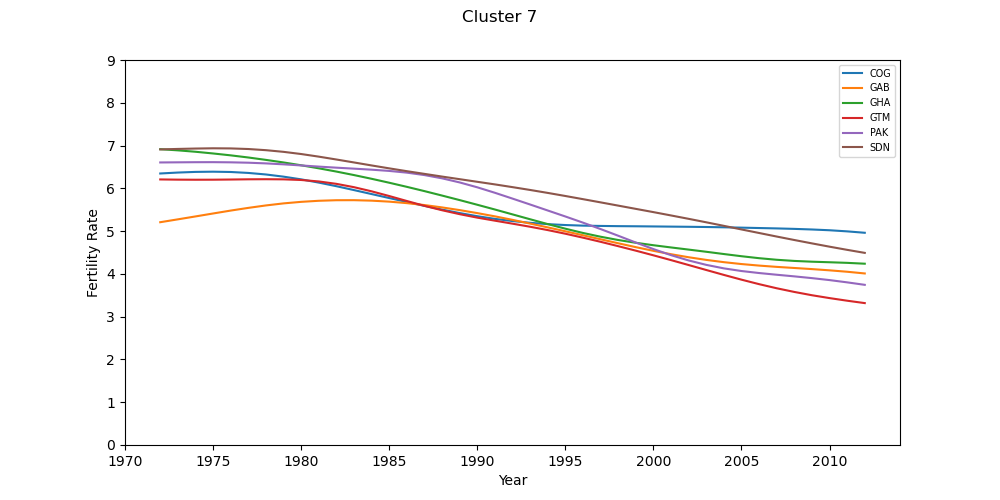 Cluster 7
9
8
7
6
5
4
3
2
1
0
Fertility Rate
COG
GAB
GHA
GTM
PAK
SDN
1970 1975 1980 1985 1990 1995 2000 2005 2010
Year